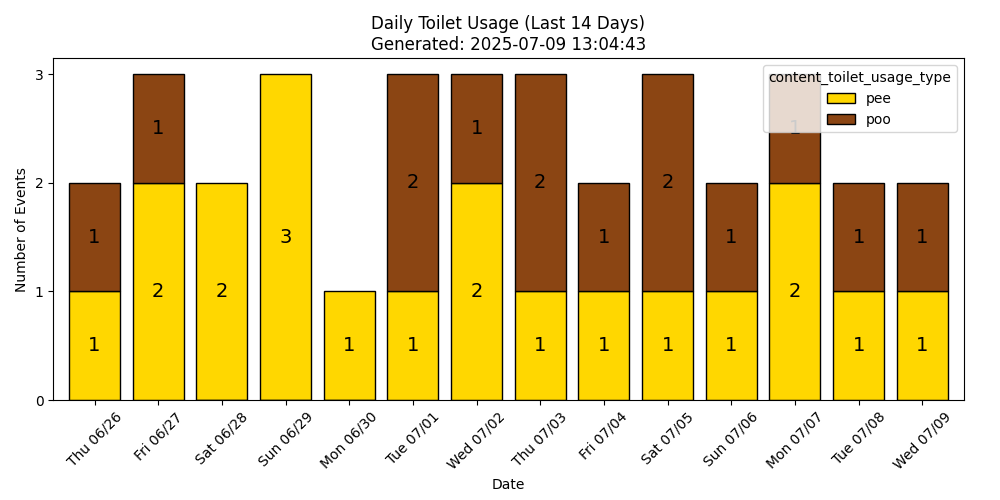 Daily Toilet Usage (Last 14 Days)
Generated: 2025-07-09 13:04:43
content_toilet_usage_type
pee
poo
Number of Events
3
2
1
0
1 1 2 1 2 3 1 2 1 1 2 2 1 1 1 2 1 1 1 1 2 1 1 1 1
Thu 06/26 Fri 06/27 Sat 06/28 Sun 06/29 Mon 06/30 Tue 07/01 Wed 07/02 Thu 07/03 Fri 07/04 Sat 07/05 Sun 07/06 Mon 07/07 Tue 07/08 Wed 07/09
Date